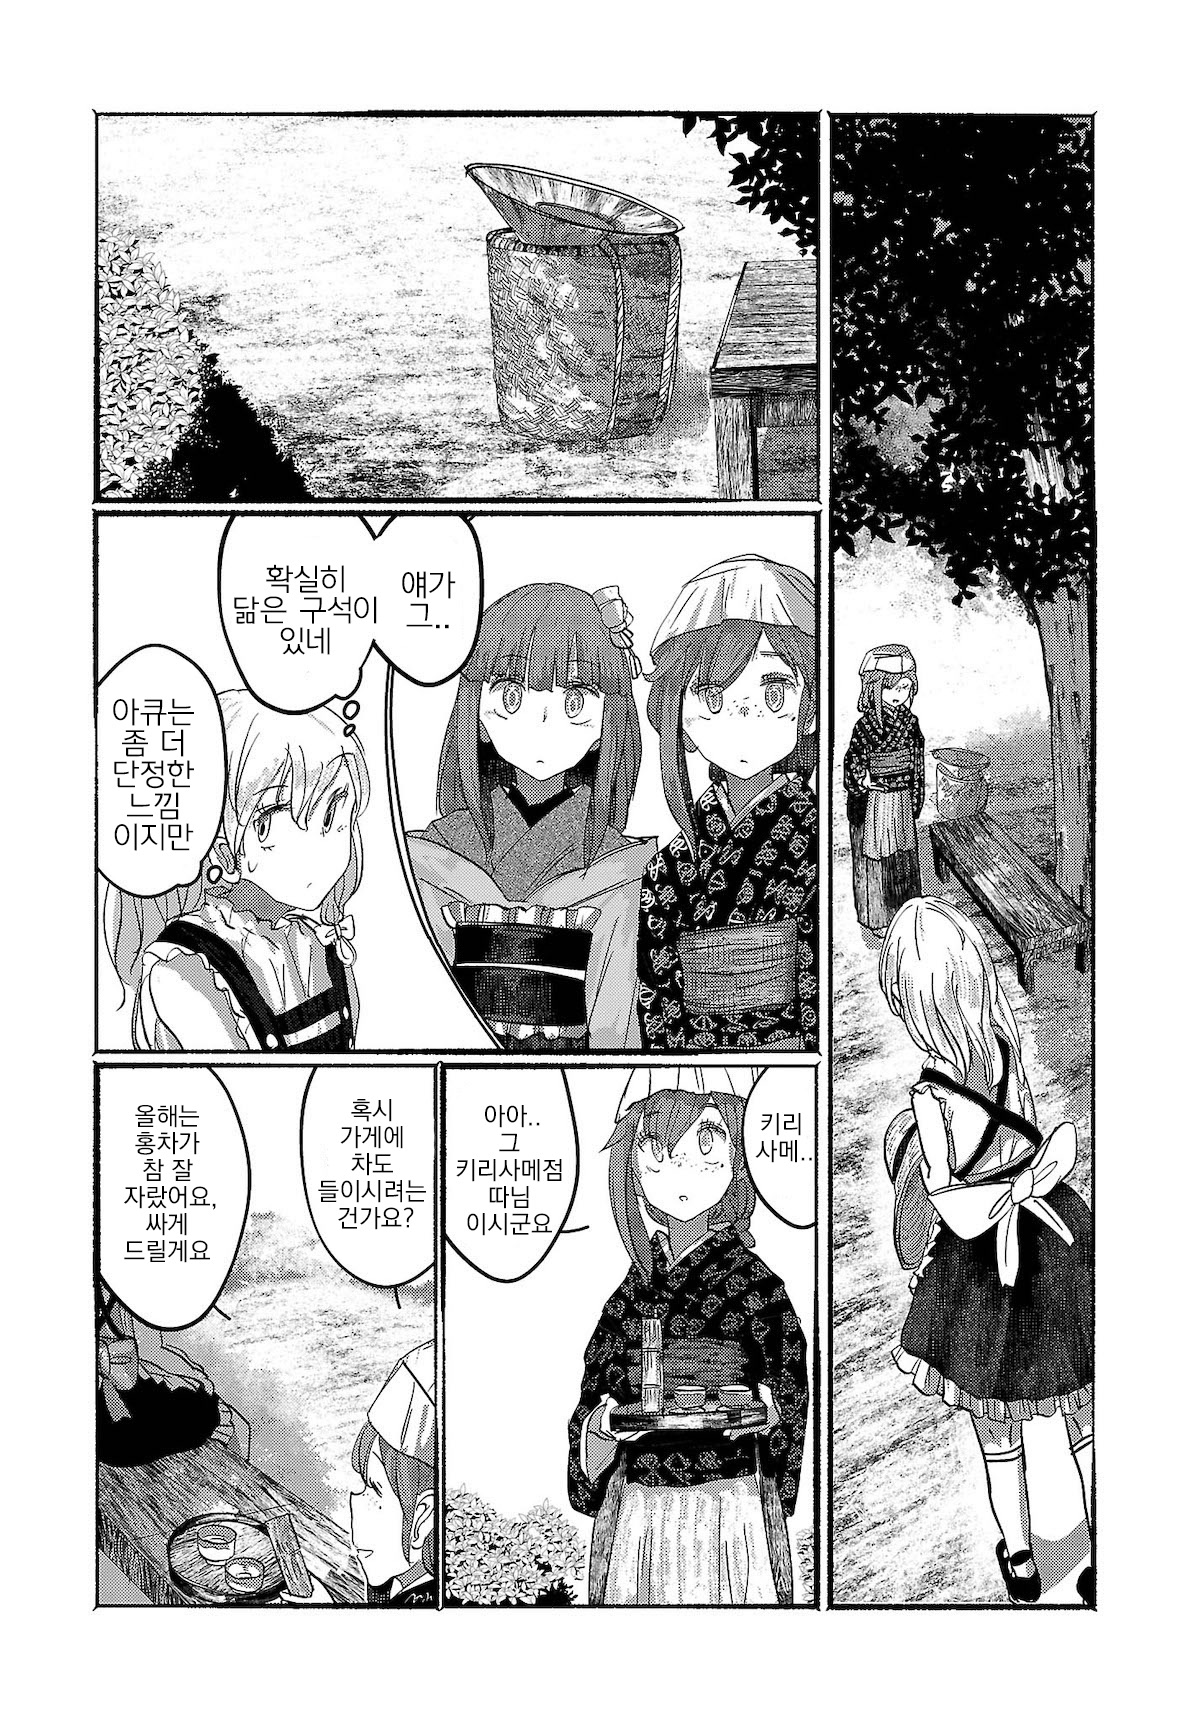 얘가
그..
확실히
닮은 구석이
있네
아큐는
좀 더
단정한
느낌
이지만
키리
사메..
아아..
그
키리사메점
따님
이시군요
혹시
가게에
차도
들이시려는
건가요?
올해는
홍차가
참 잘
자랐어요,
싸게
드릴게요